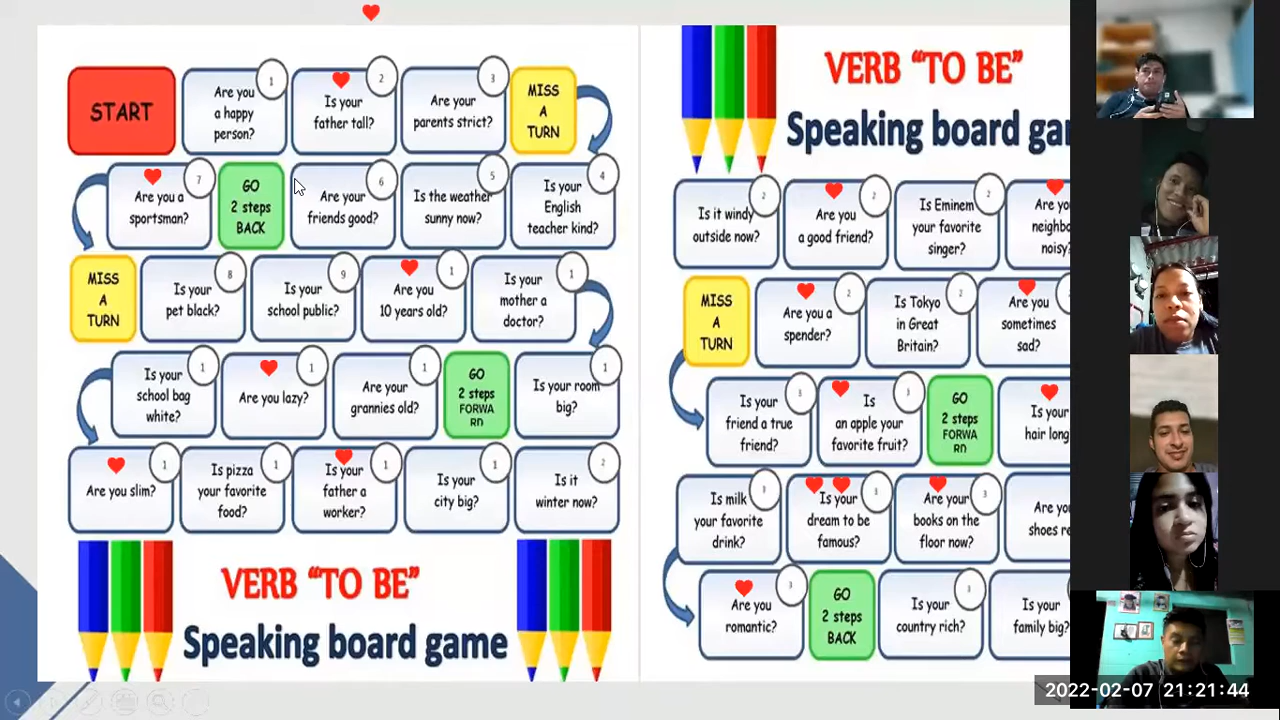 START
Are you
a happy
person?
1
Is your
father tall?
2
Are your
parents strict?
3
MISS
A
TURN
Are you a
sportsman?
7
GO
2 steps
BACK
Are your
friends good?
6
Is the weather
sunny now?
5
Is your
English
teacher kind?
4
MISS
A
TURN
Is your
pet black?
8
Is your
school public?
9
Are you
10 years old?
1
Is your
mother a
doctor?
1
Is your
school bag
white?
1
Are you lazy?
1
Are your
grannies old?
1
GO
2 steps
FORWA
RD
Is your room
big?
1
Are you slim?
1
Is pizza
your favorite
food?
1
Is your
father a
worker?
1
Is your
city big?
1
Is it
winter now?
2
VERB "TO BE"
Speaking board game
VERB "TO BE"
Speaking board gam
Is it windy
outside now?
2
Are you
a good friend?
2
Is Eminem
your favorite
singer?
2
Are you
neighbo
noisy?
MISS
A
TURN
Are you a
spender?
2
Is Tokyo
in Great
Britain?
2
Are you
sometimes
sad?
Is your
friend a true
friend?
3
Is
an apple your
favorite fruit?
3
GO
2 steps
FORWA
RD
Is your
hair long
Is milk
your favorite
drink?
3
Is your
dream to be
famous?
3
Are your
books on the
floor now?
3
Are you
shoes ro
Are you
romantic?
3
GO
2 steps
BACK
Is your
country rich?
3
Is your
family big?
2022-02-07 21:21:44